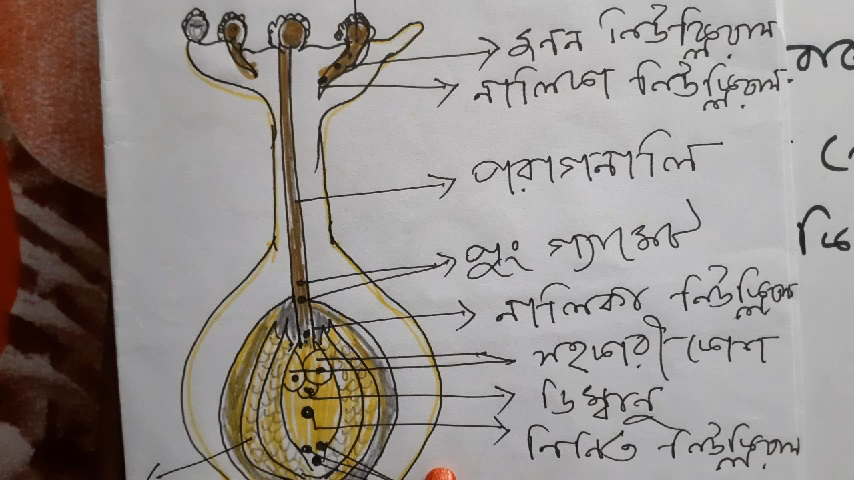 জনন নিউক্লিয়াস
নালিকা নিউক্লিয়াস
পরাগনালি
পুং গ্যামেট
নালিকা নিউক্লিয়াস
সহকারী কোশ
ডিম্বানু
নির্নিত নিউক্লিয়াস